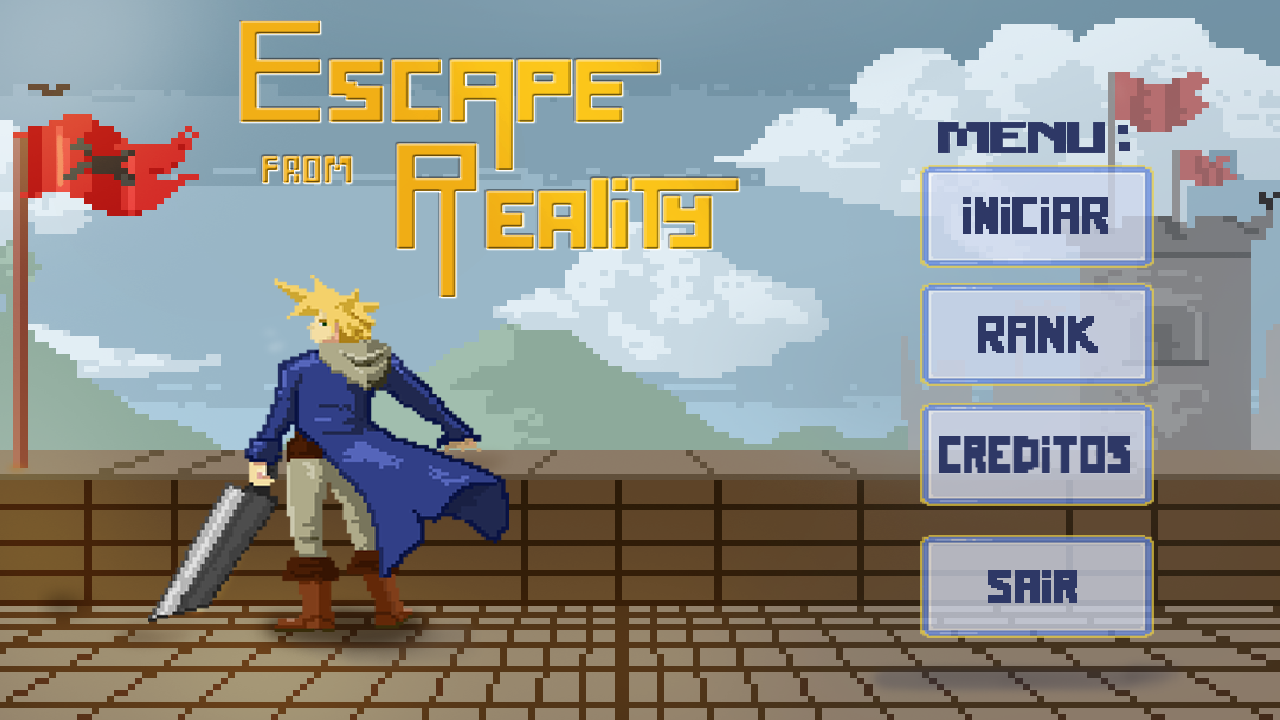 ESCAPE
FROM REALiTY
MENU:
iNiCiAR
RANK
CREDiTOS
SAiR